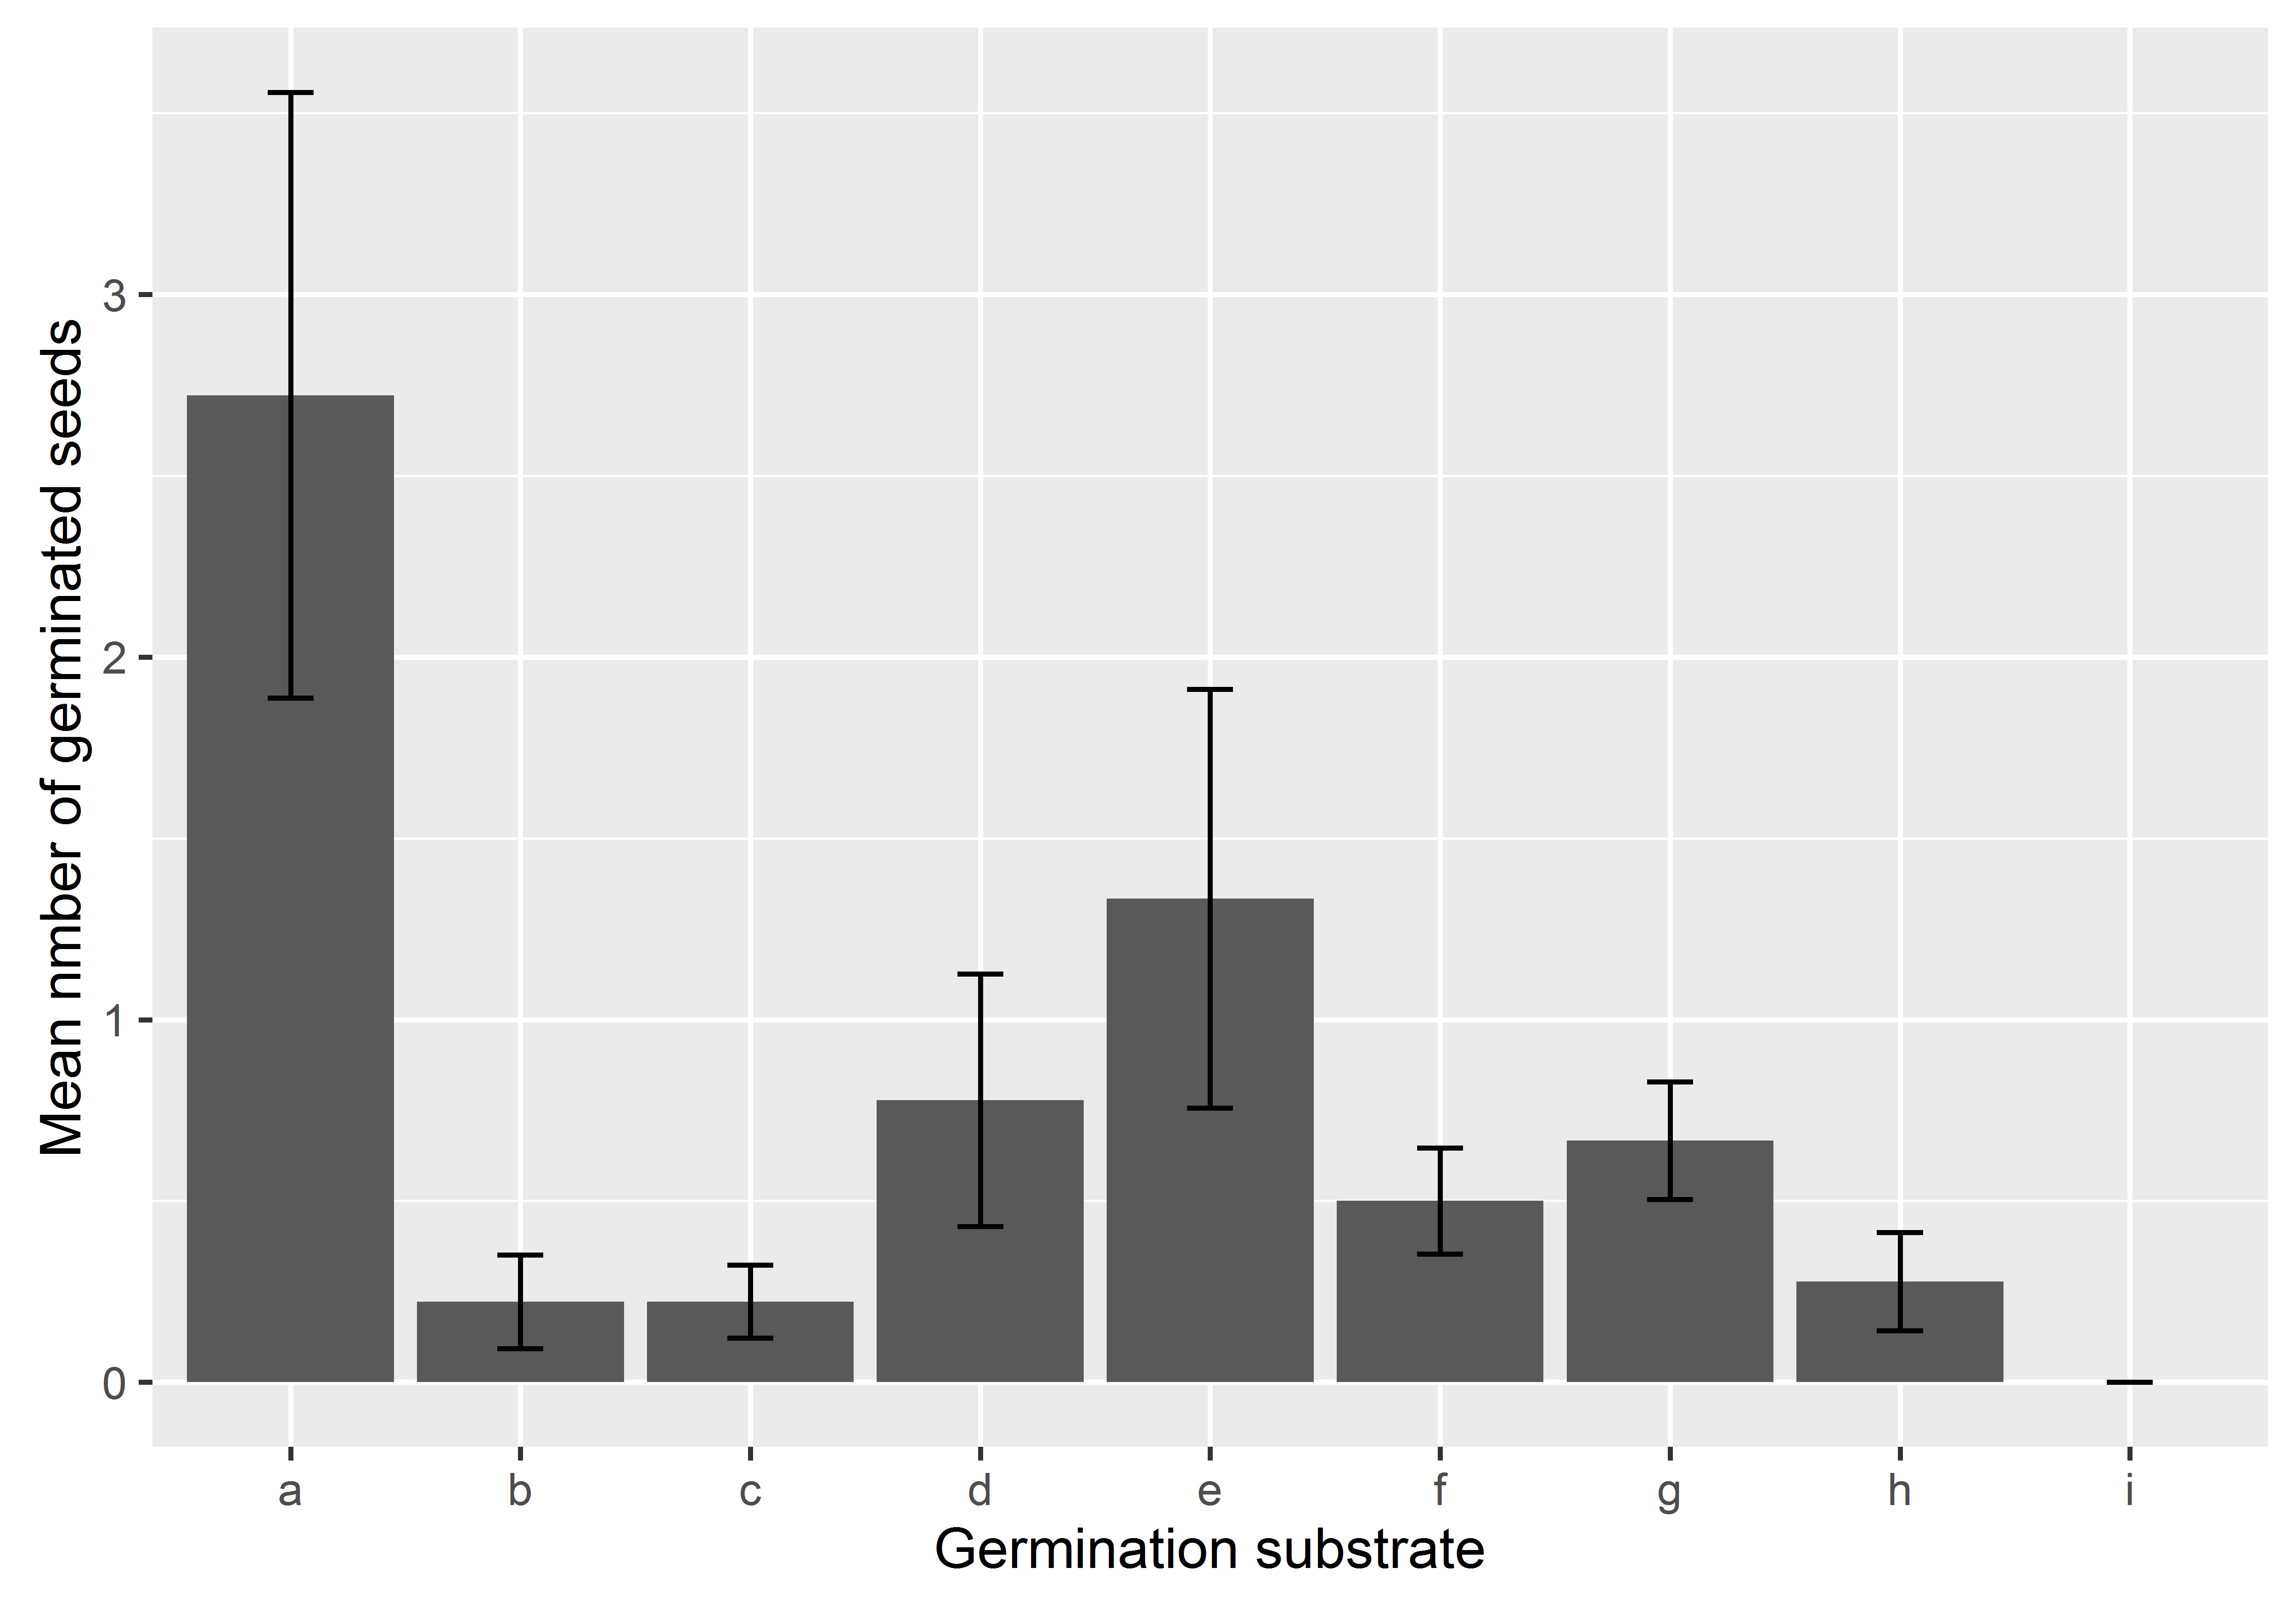 Mean nmber of germinated seeds
3
2
1
0
a b c d e f g h i
Germination substrate